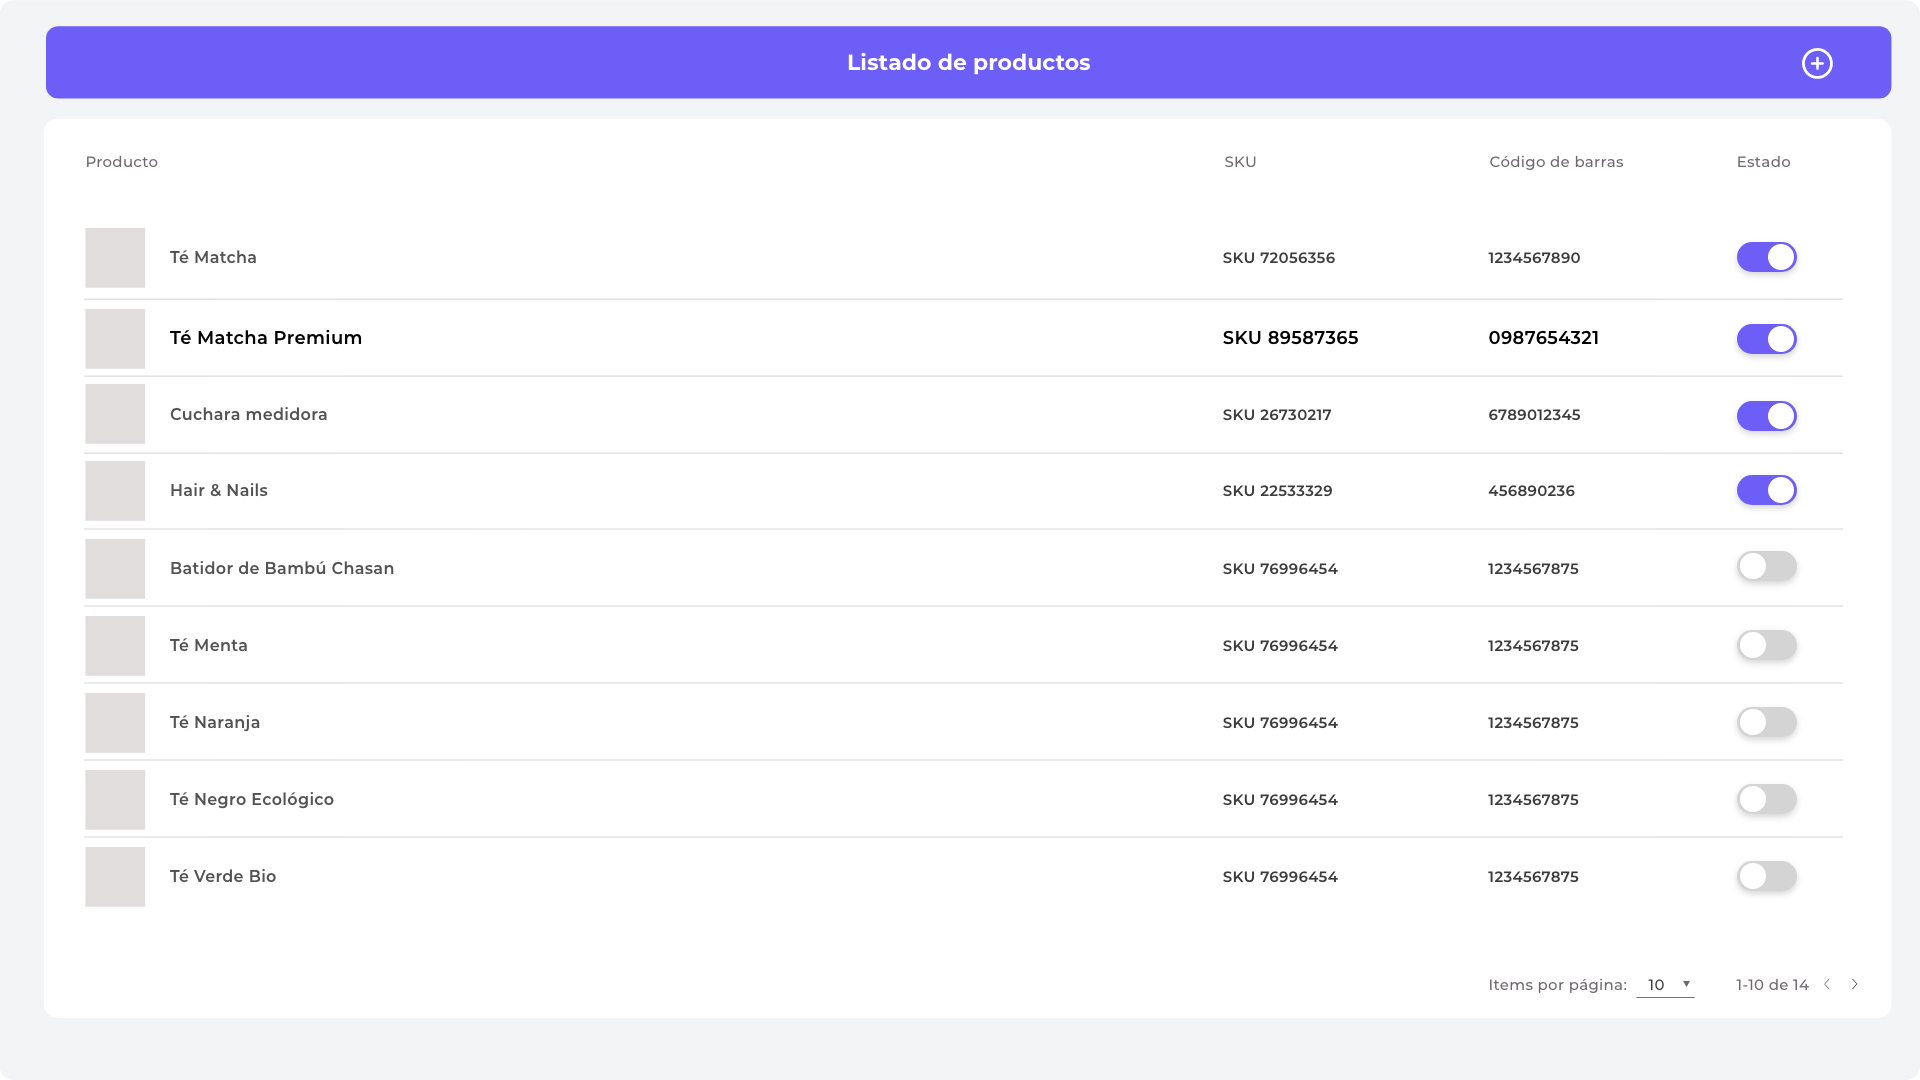 Listado de productos
Producto SKU Código de barras Estado
Té Matcha SKU 72056356 1234567890
Té Matcha Premium SKU 89587365 0987654321
Cuchara medidora SKU 26730217 6789012345
Hair & Nails SKU 22533329 456890236
Batidor de Bambú Chasan SKU 76996454 1234567875
Té Menta SKU 76996454 1234567875
Té Naranja SKU 76996454 1234567875
Té Negro Ecológico SKU 76996454 1234567875
Té Verde Bio SKU 76996454 1234567875
Items por página: 10 1-10 de 14